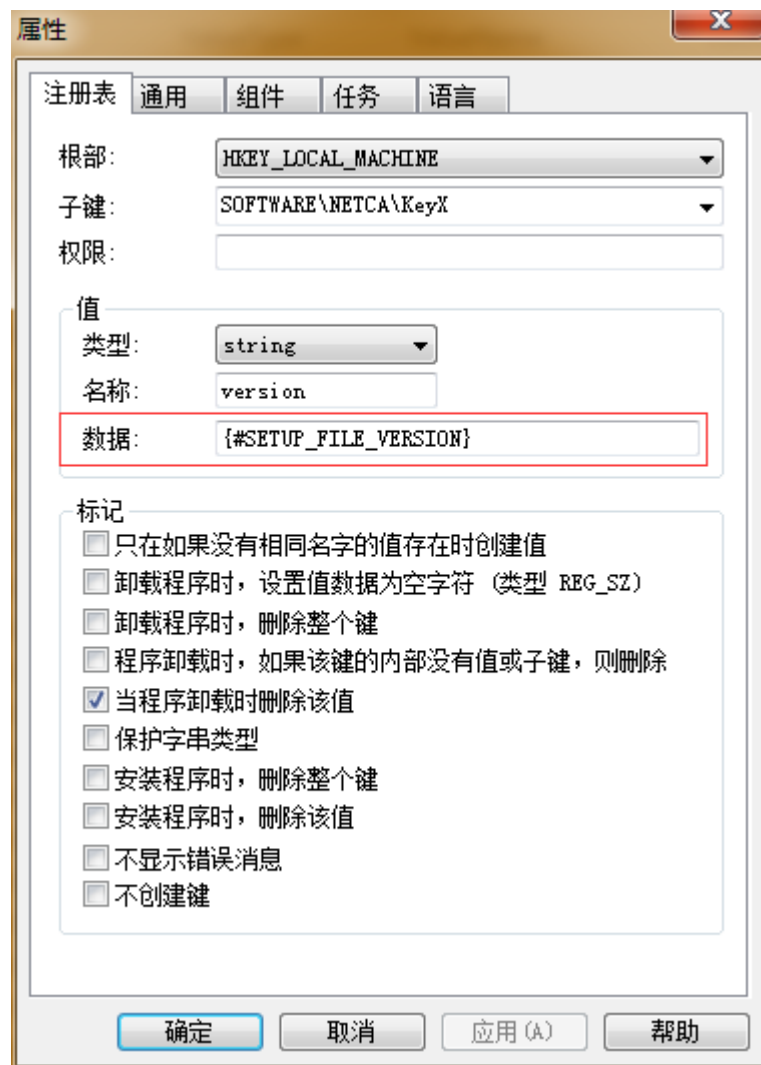 属性
注册表 通用 组件 任务 语言
根部: HKEY_LOCAL_MACHINE
子键: SOFTWARE\NETCA\KeyX
权限:
值
类型: string
名称: version
数据: {#SETUP_FILE_VERSION}
标记
只在如果没有相同名字的值存在时创建值
卸载程序时，设置值数据为空字符 (类型 REG_SZ)
卸载程序时，删除整个键
程序卸载时，如果该键的内部没有值或子键，则删除
当程序卸载时删除该值
保护字串类型
安装程序时，删除整个键
安装程序时，删除该值
不显示错误消息
不创建键
确定 取消 应用(A) 帮助